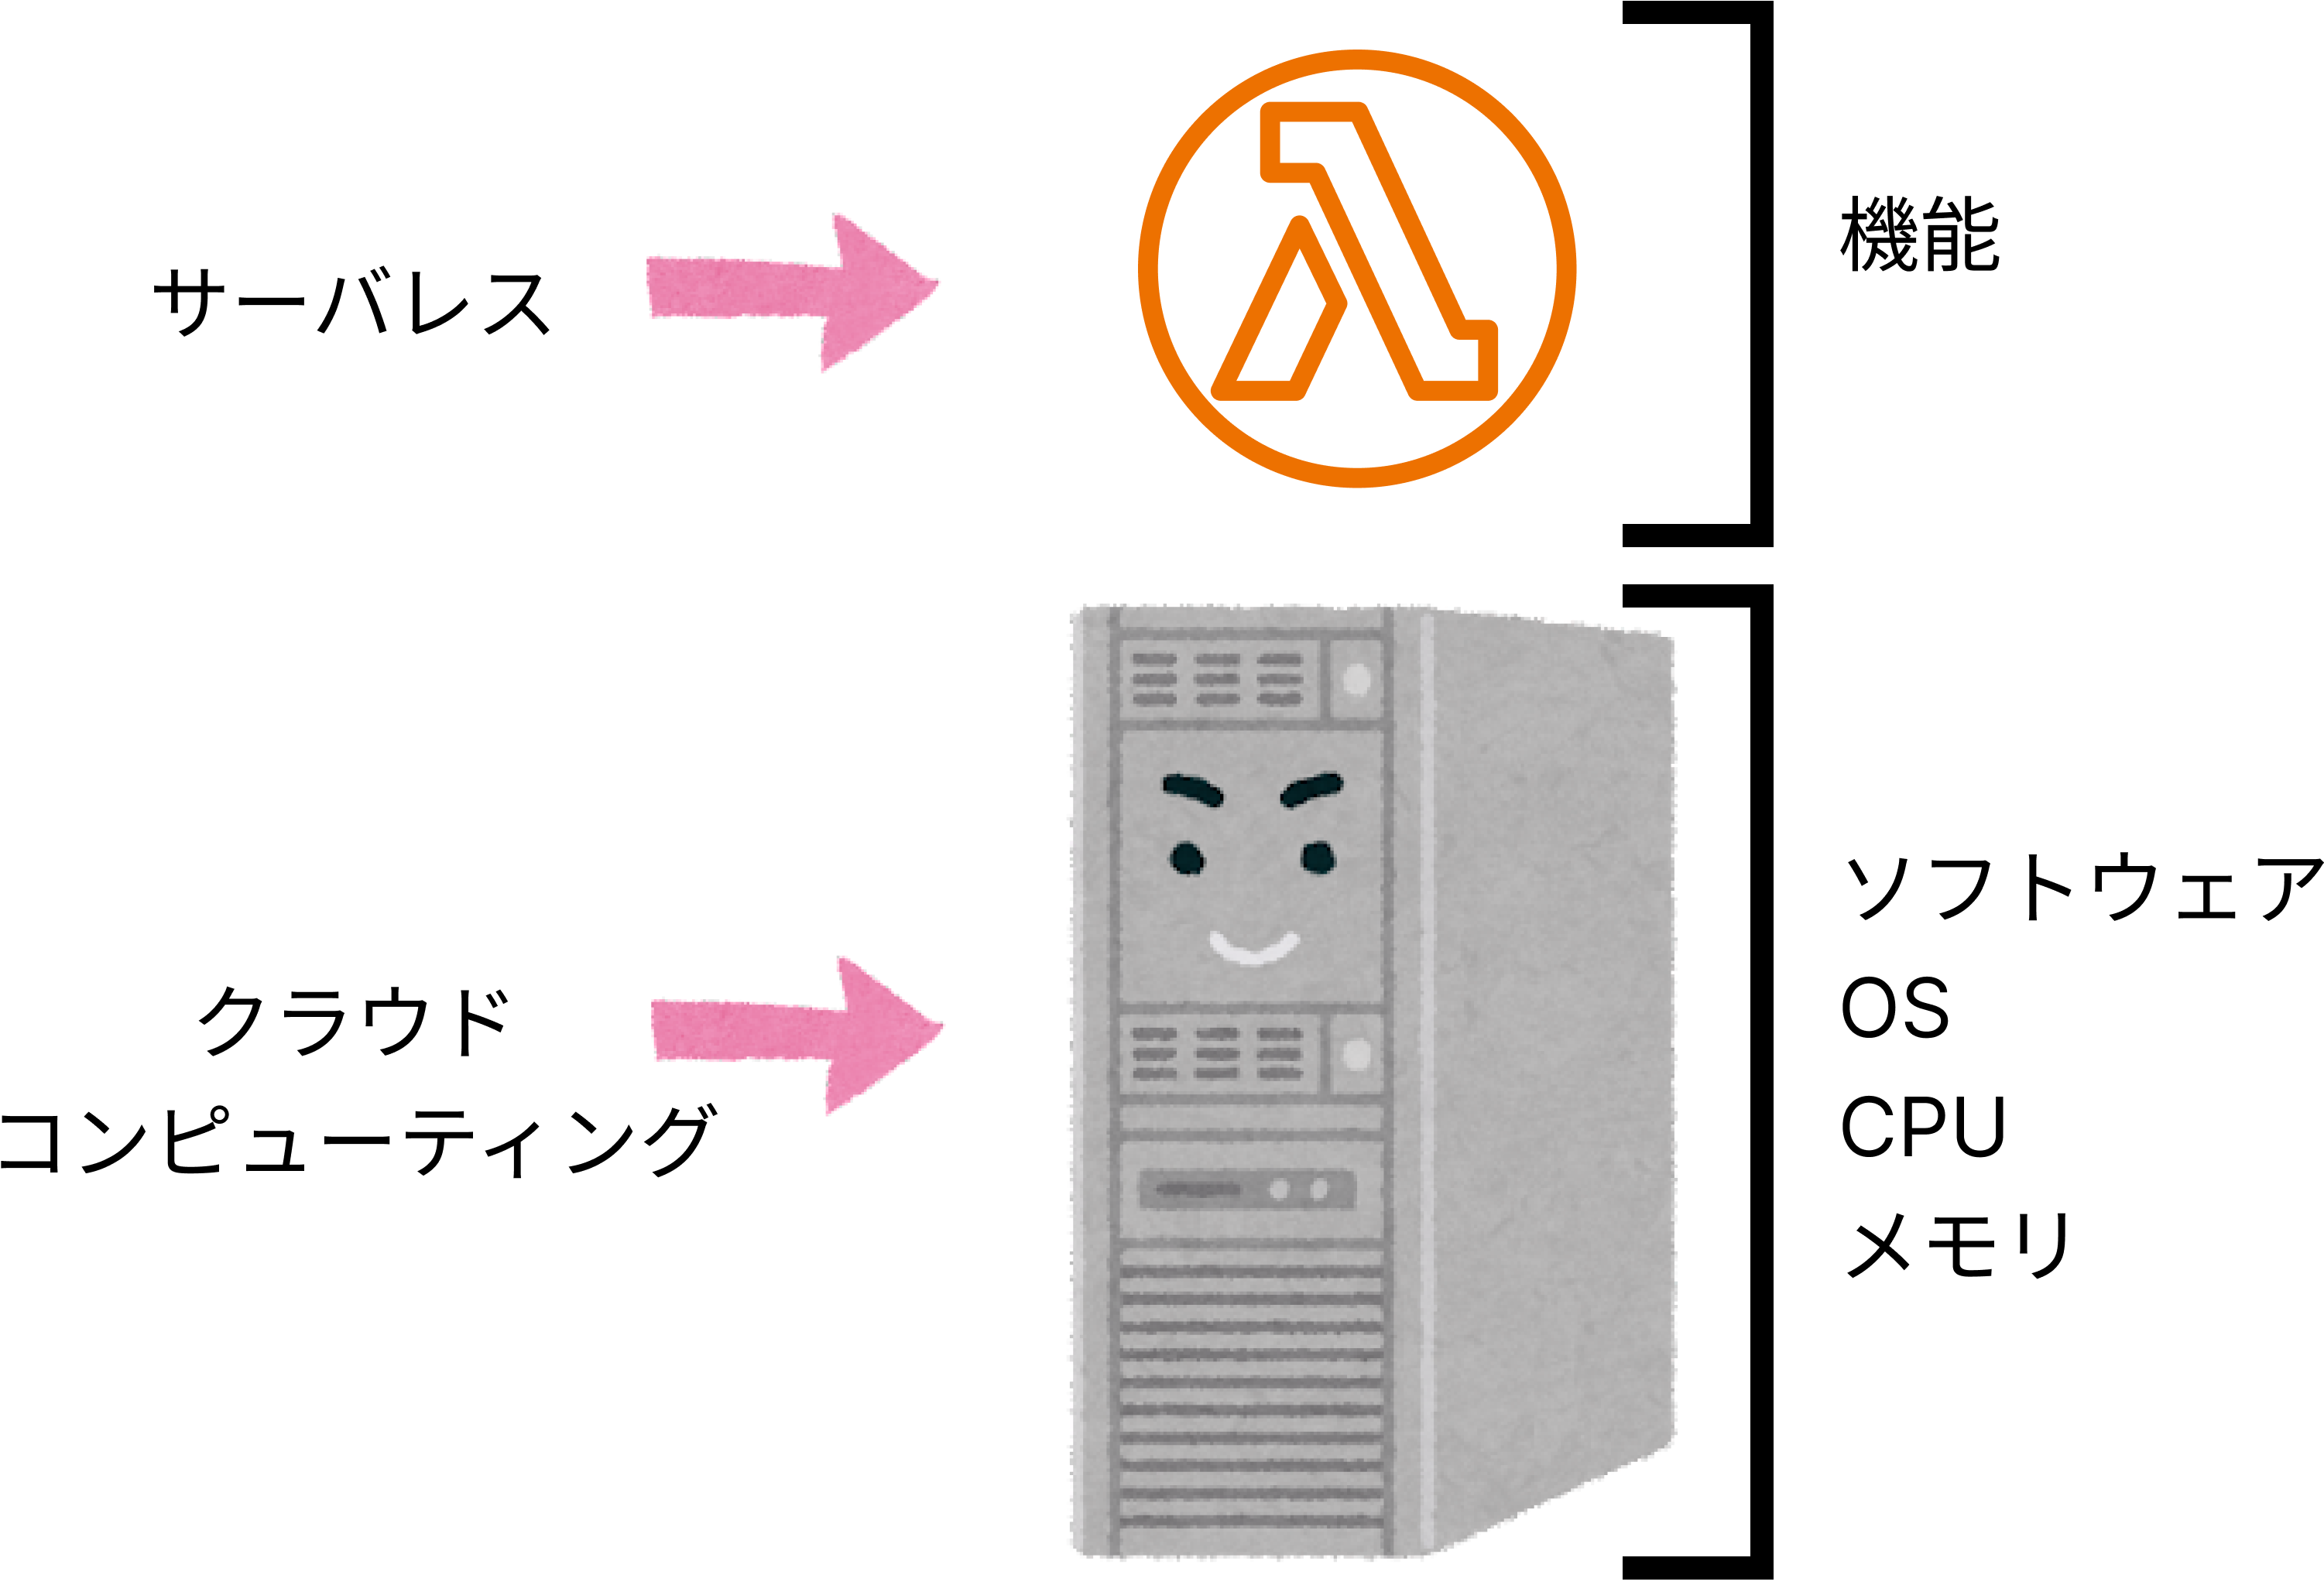 サーバレス
機能
クラウド
コンピューティング
ソフトウェア
OS
CPU
メモリ